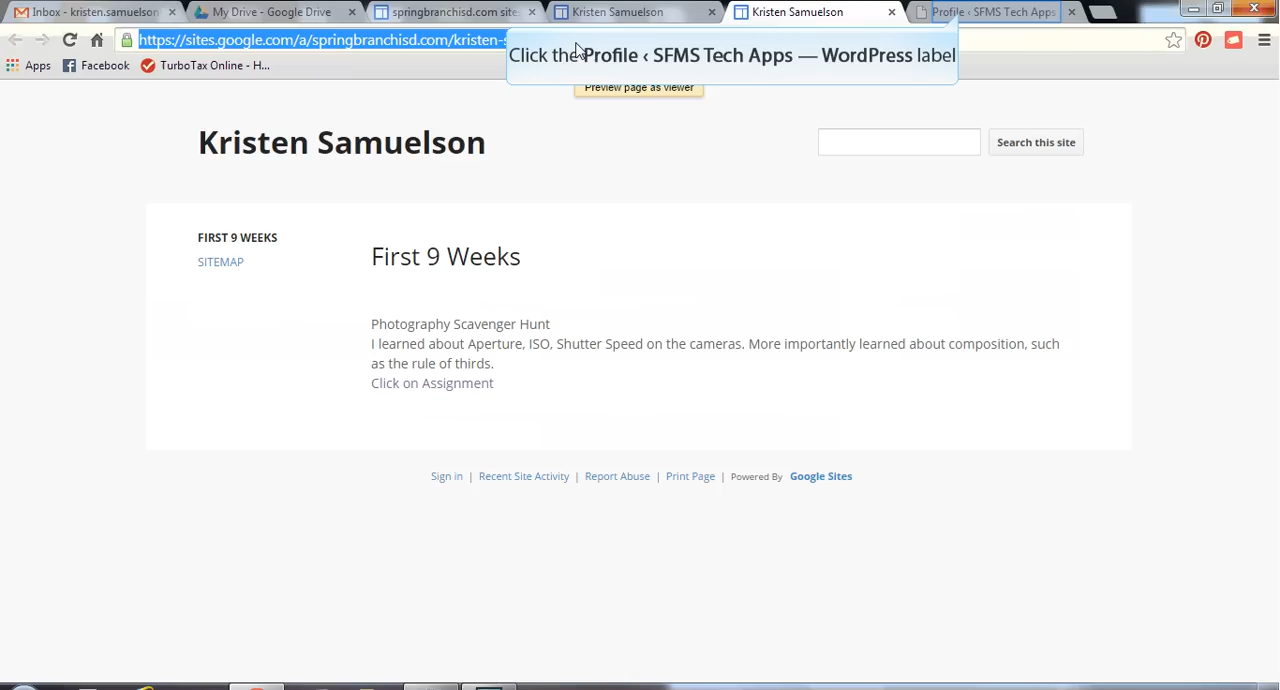 Inbox - kristen.samuelson
My Drive - Google Drive
springbranchisd.com site
Kristen Samuelson
Kristen Samuelson
Profile ‹ SFMS Tech Apps
https://sites.google.com/a/springbranchisd.com/kristen-s
Click the Profile ‹ SFMS Tech Apps — WordPress label
Apps
Facebook
TurboTax Online - H...
Preview page as viewer
Kristen Samuelson
Search this site
FIRST 9 WEEKS
SITEMAP
First 9 Weeks
Photography Scavenger Hunt
I learned about Aperture, ISO, Shutter Speed on the cameras. More importantly learned about composition, such
as the rule of thirds.
Click on Assignment
Sign in | Recent Site Activity | Report Abuse | Print Page | Powered By Google Sites